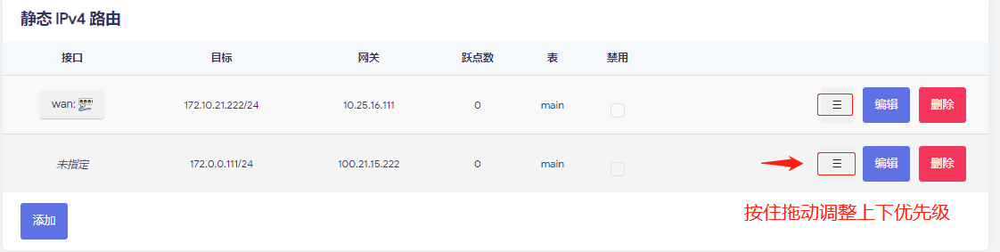 静态 IPv4 路由
接口 目标 网关 跃点数 表 禁用
wan: 172.10.21.222/24 10.25.16.111 0 main 编辑 删除
未指定 172.0.0.111/24 100.21.15.222 0 main 编辑 删除
按住拖动调整上下优先级
添加